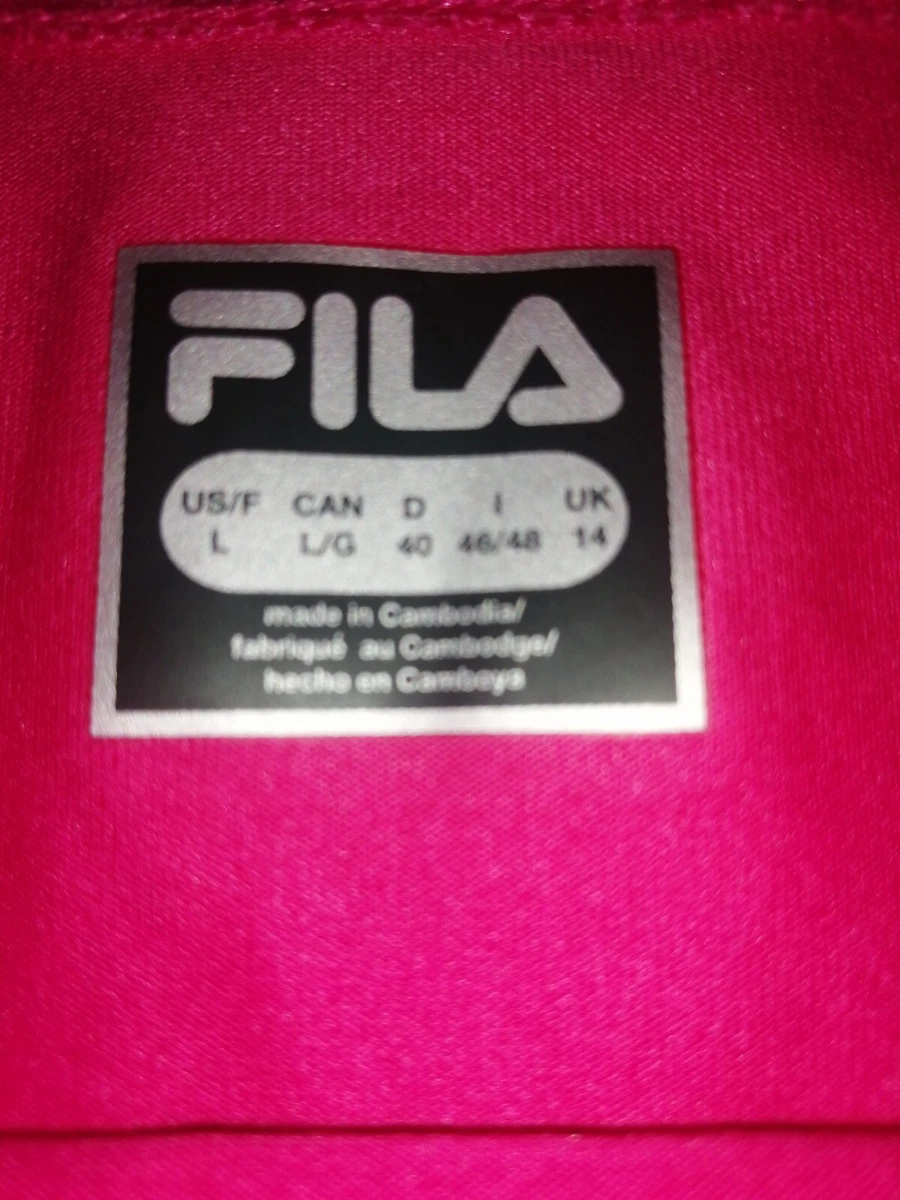 FILA
US/F CAN D I UK
L L/G 40 46/48 14
made in Cambodia/
fabriqué au Cambodge/
hecho en Camboya